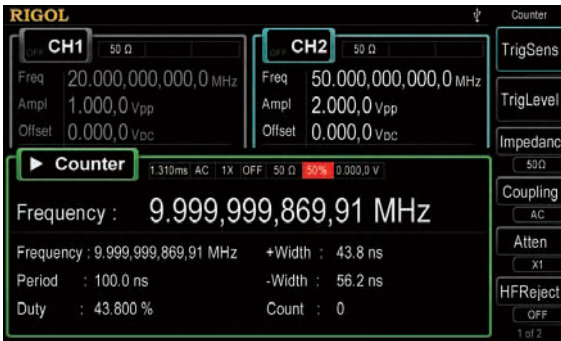 RIGOL
Counter
OFF CH1 50 Ω
OFF CH2 50 Ω
TrigSens
Freq 20.000,000,000,0 MHz
Freq 50.000,000,000,0 MHz
Ampl 1.000,0 Vpp
Ampl 2.000,0 Vpp
TrigLevel
Offset 0.000,0 VDC
Offset 0.000,0 VDC
Impedanc
50Ω
Counter 1.310ms AC 1X OFF 50 Ω 50% 0.000,0 V
Coupling
AC
Frequency : 9.999,999,869,91 MHz
Atten
X1
Frequency : 9.999,999,869,91 MHz +Width : 43.8 ns
Period : 100.0 ns -Width : 56.2 ns
HFReject
OFF
Duty : 43.800 % Count : 0
1 of 2